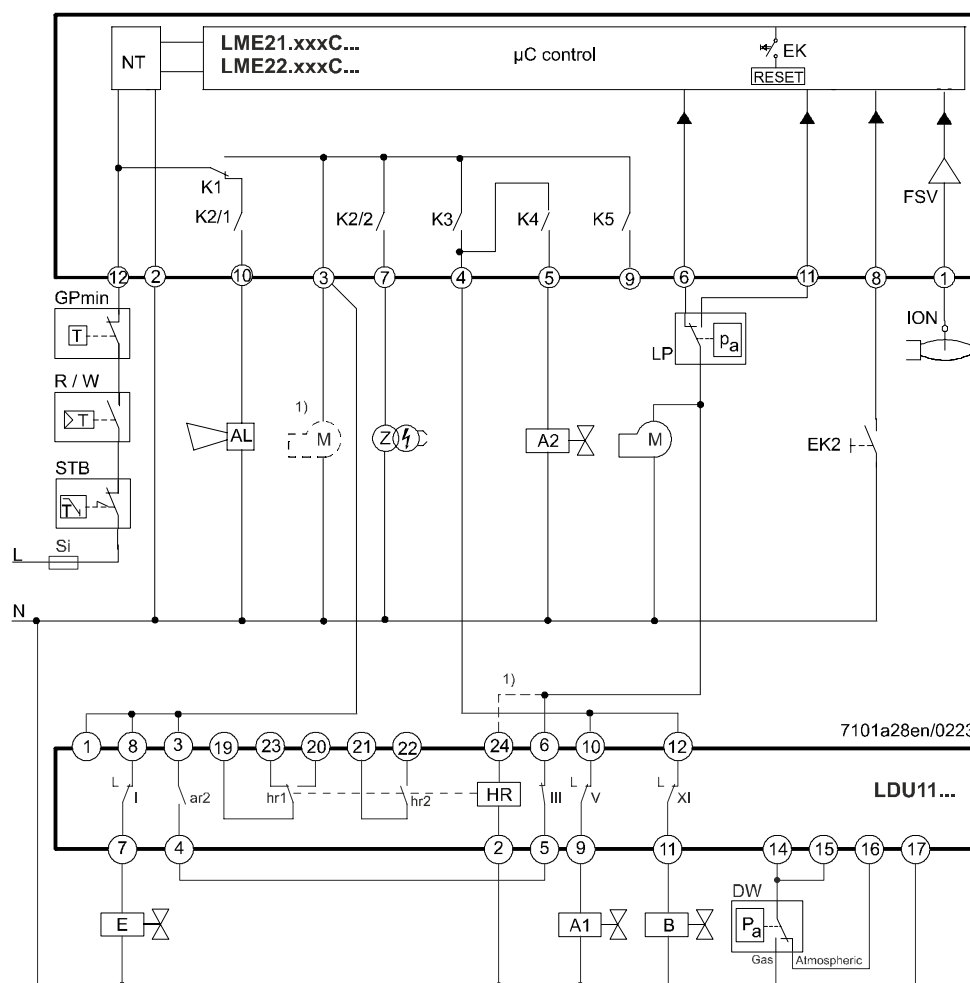 LME21.xxxC...
LME22.xxxC...
NT
µC control
EK
RESET
FSV
K1
K2/1
K2/2
K3
K4
K5
12
2
10
3
7
4
5
9
6
11
8
1
GPmin
T
ION
LP
Pa
R / W
T
1)
AL
M
Z
A2
M
EK2
STB
T
L
Si
N
1)
7101a28en/0223
1
8
3
19
23
20
21
22
24
6
10
12
L
I
ar2
hr1
hr2
HR
III
L
V
L
XI
LDU11...
7
4
2
5
9
11
14
15
16
17
DW
E
A1
B
Pa
Gas
Atmospheric